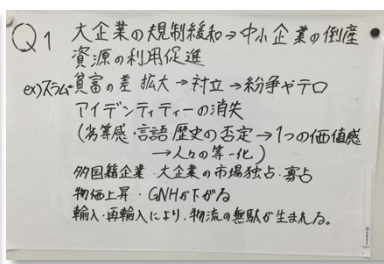 Q1 大企業の規制緩和→中小企業の倒産
資源の利用促進
ex)スラム 貧富の差 拡大→対立→紛争やテロ
アイデンティティーの消失
(劣等感・言語・歴史の否定→1つの価値感
→人々の等一化)
多国籍企業・大企業の市場独占・寡占
物価上昇・GNHが下がる
輸入・再輸入により、物流の無駄が生まれる。